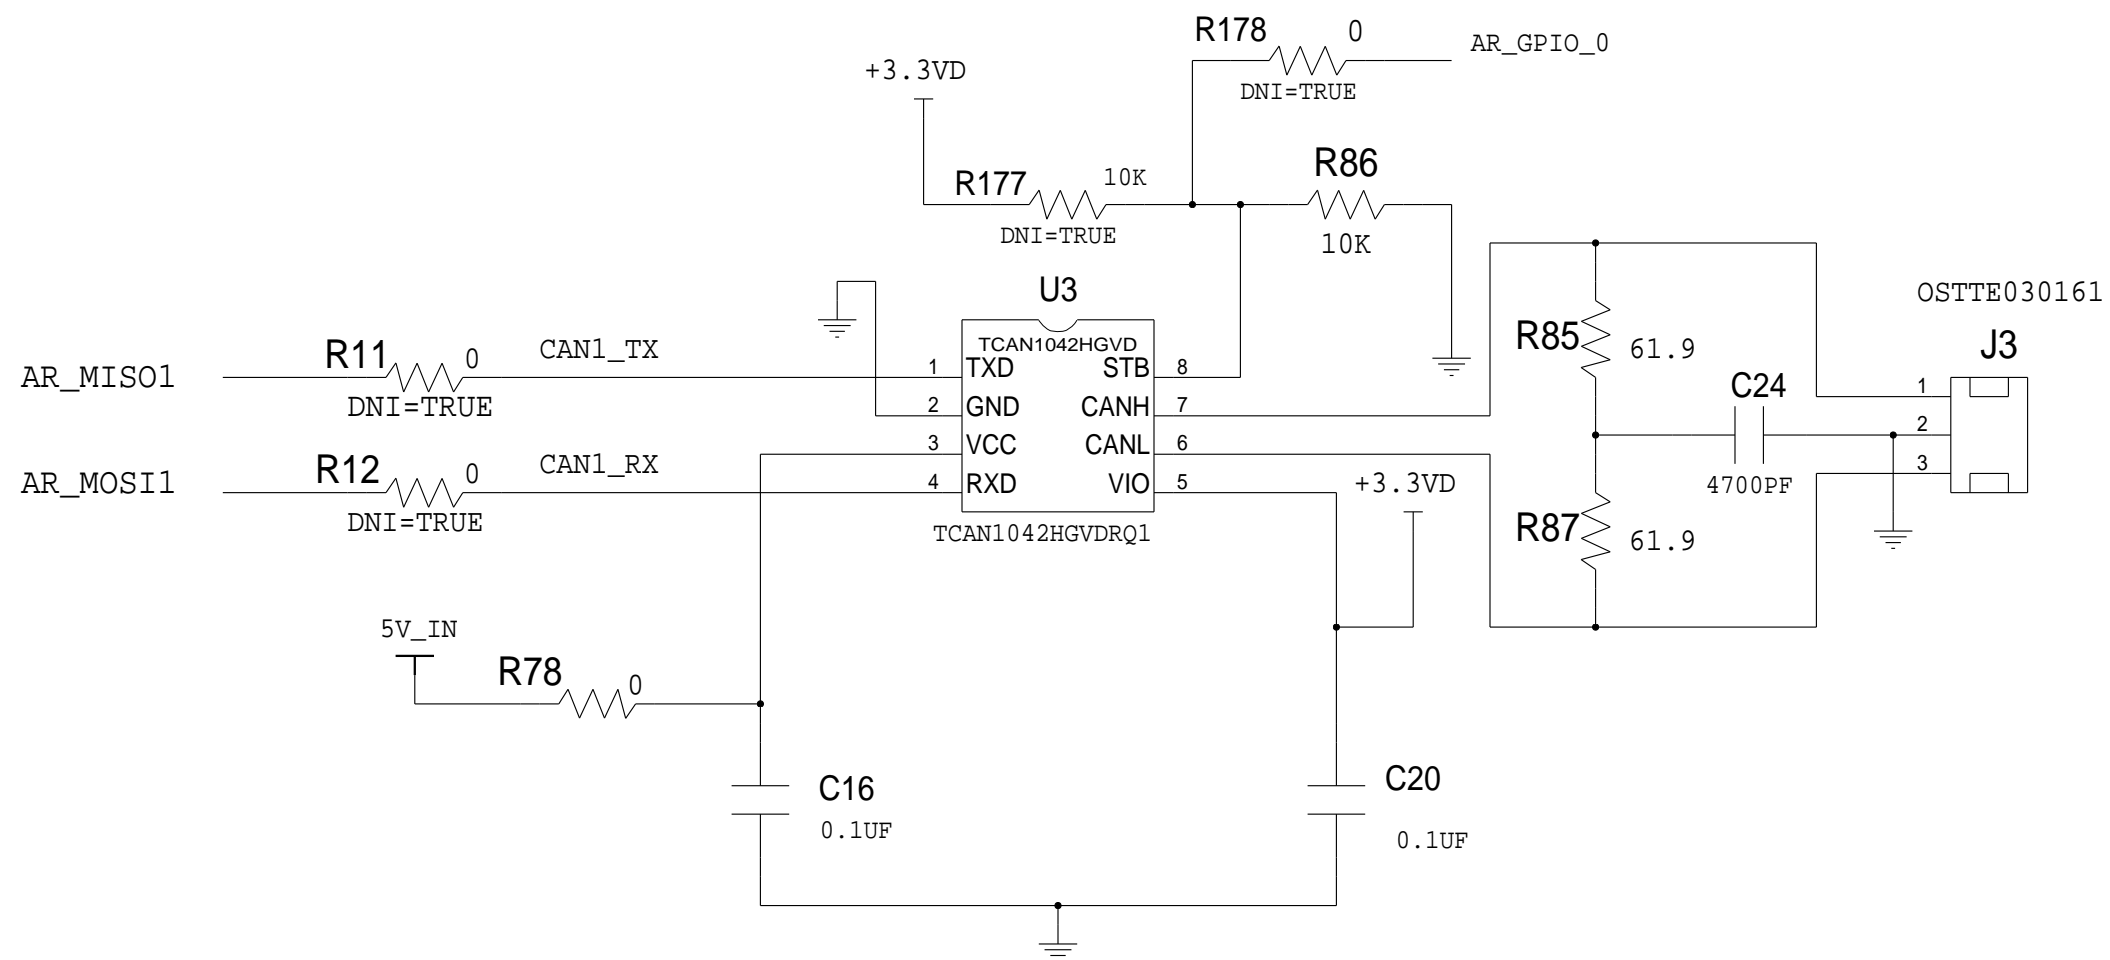 R178 0 AR_GPIO_0
DNI=TRUE
+3.3VD
R177 10K
DNI=TRUE
R86
10K
U3
TCAN1042HGVD
1 TXD STB 8
2 GND CANH 7
3 VCC CANL 6
4 RXD VIO 5
TCAN1042HGVDRQ1
AR_MISO1 R11 0 CAN1_TX
DNI=TRUE
AR_MOSI1 R12 0 CAN1_RX
DNI=TRUE
+3.3VD
R85 61.9
C24
4700PF
R87 61.9
OSTTE030161
J3
1
2
3
5V_IN
R78 0
C16
0.1UF
C20
0.1UF